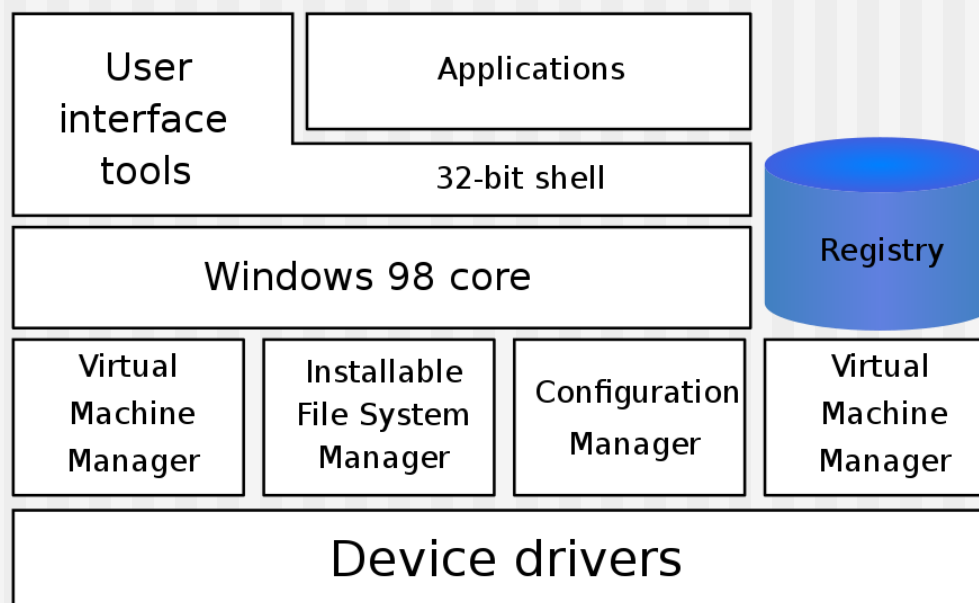 User
interface
tools
Applications
32-bit shell
Registry
Windows 98 core
Virtual
Machine
Manager
Installable
File System
Manager
Configuration
Manager
Virtual
Machine
Manager
Device drivers